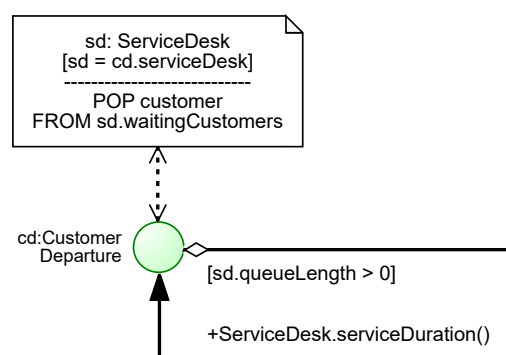 sd: ServiceDesk
[sd = cd.serviceDesk]
----------------------------
POP customer
FROM sd.waitingCustomers
cd:Customer
Departure
[sd.queueLength > 0]
+ServiceDesk.serviceDuration()